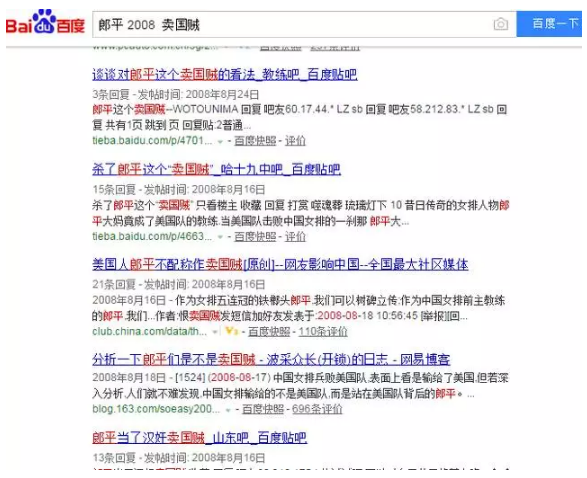 Bai du 百度 郎平 2008 卖国贼 百度一下
谈谈对郎平这个卖国贼的看法_教练吧_百度贴吧
3条回复 - 发帖时间: 2008年8月24日
郎平这个卖国贼--WOTOUNIMA 回复 吧友60.17.44.* LZ sb 回复 吧友58.212.83.* LZ sb 回
复 共有1页 跳到 页 回复贴:2普通...
tieba.baidu.com/p/4701... - 百度快照 - 评价
杀了郎平这个“卖国贼”_哈十九中吧_百度贴吧
15条回复 - 发帖时间: 2008年8月16日
杀了郎平这个“卖国贼” 只看楼主 收藏 回复 打赏 噬魂葬 琉璃灯下 10 昔日传奇的女排人物郎
平大妈竟成了美国队的教练.当美国队击败中国女排的一刹那 郎平大...
tieba.baidu.com/p/4663... - 百度快照 - 评价
美国人郎平不配称作卖国贼[原创]--网友影响中国--全国最大社区媒体
21条回复 - 发帖时间: 2008年8月16日
2008年8月16日 - 作为女排五连冠的铁榔头郎平.我们可以树碑立传.作为中国女排前主教练
的郎平.我们...作者:恨卖国贼发短信加好友发表于:2008-08-18 10:56:45 [举报][回...
club.china.com/data/th... - V3 - 百度快照 - 110条评价
分析一下郎平们是不是卖国贼 - 波采众长(开锁)的日志 - 网易博客
2008年8月18日 - [1524] (2008-08-17) 中国女排兵败美国队,表面上看是输给了美国.但若深
入分析,人们就不难发现.中国女排输给的不是美国队,而是站在美国队背后的郎平。...
blog.163.com/soeasy200... - 百度快照 - 696条评价
郎平当了汉奸卖国贼_山东吧_百度贴吧
13条回复 - 发帖时间: 2008年8月16日